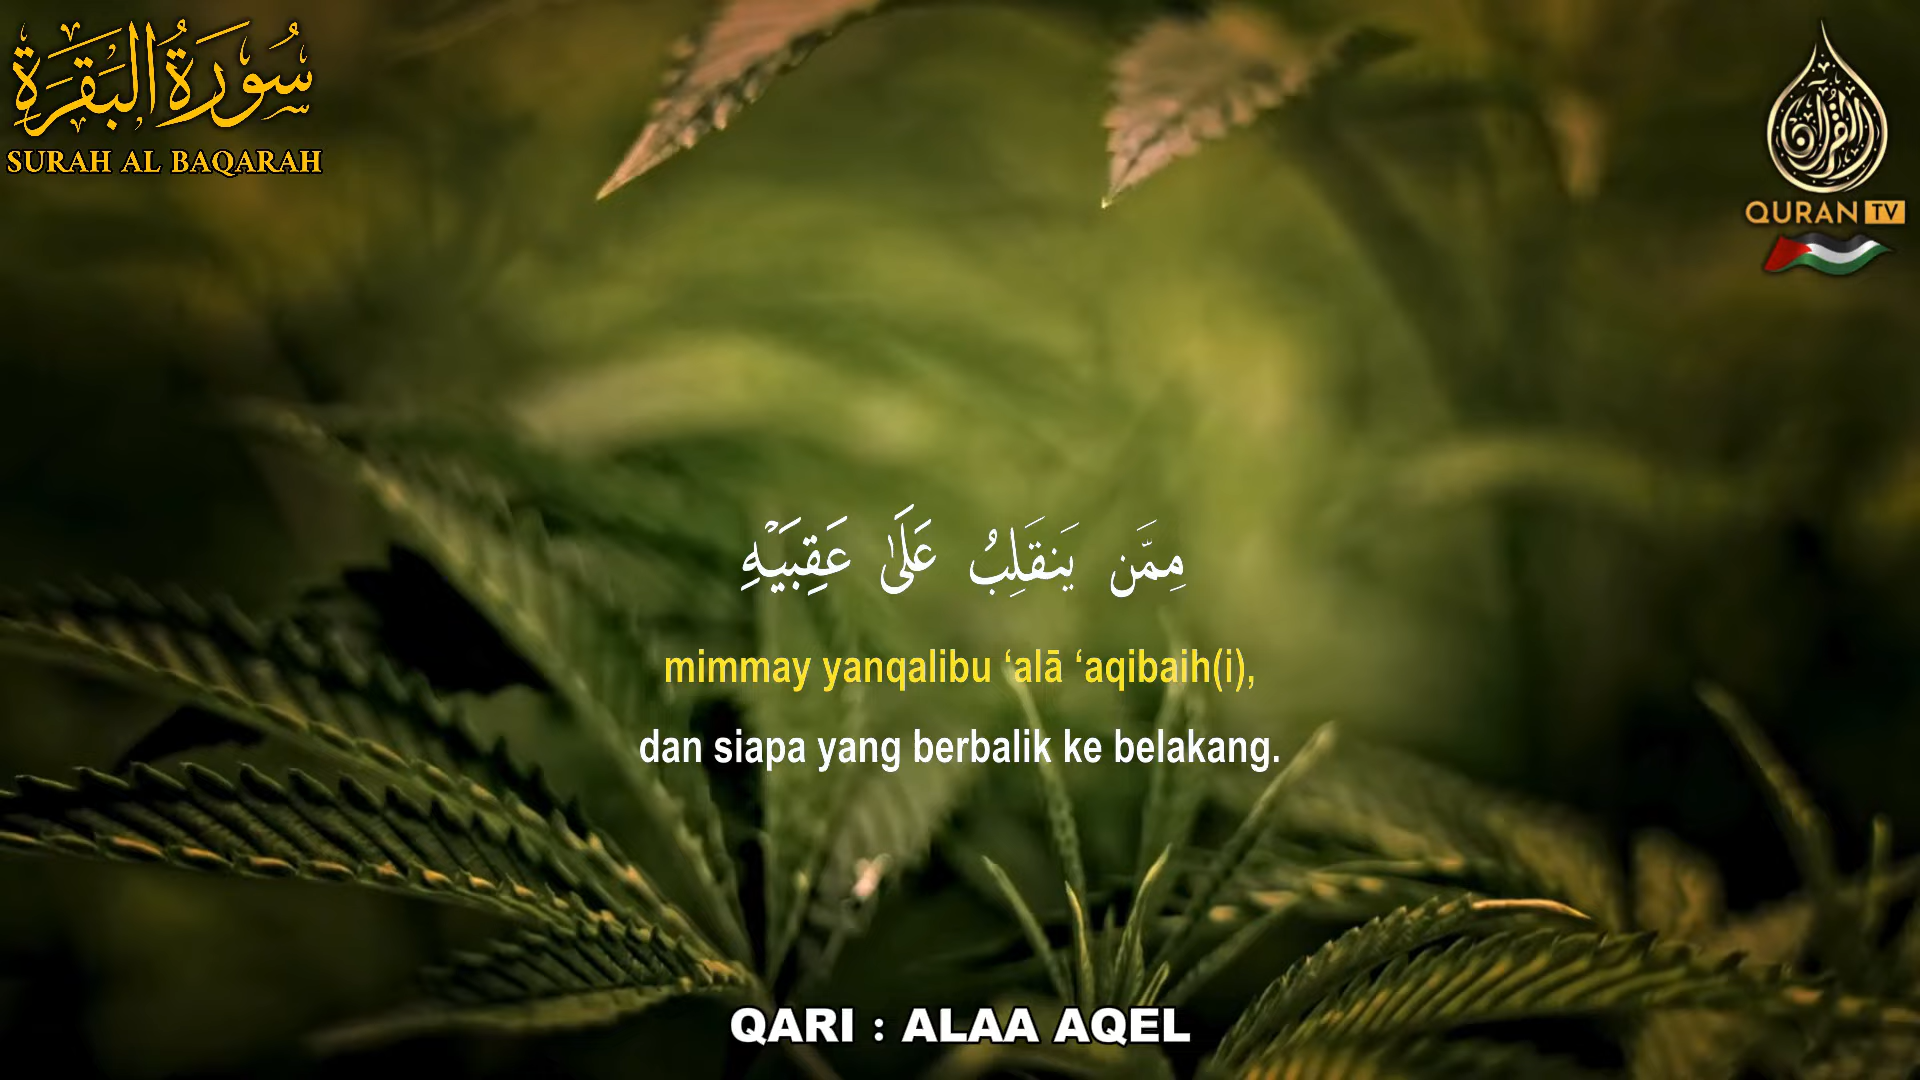 سُورَةُ البَقَرَة
SURAH AL BAQARAH
القرآن
QURAN TV
مِمَّن يَنقَلِبُ عَلَىٰ عَقِبَيْهِ
mimmay yanqalibu ‘alā ‘aqibaih(i),
dan siapa yang berbalik ke belakang.
QARI : ALAA AQEL